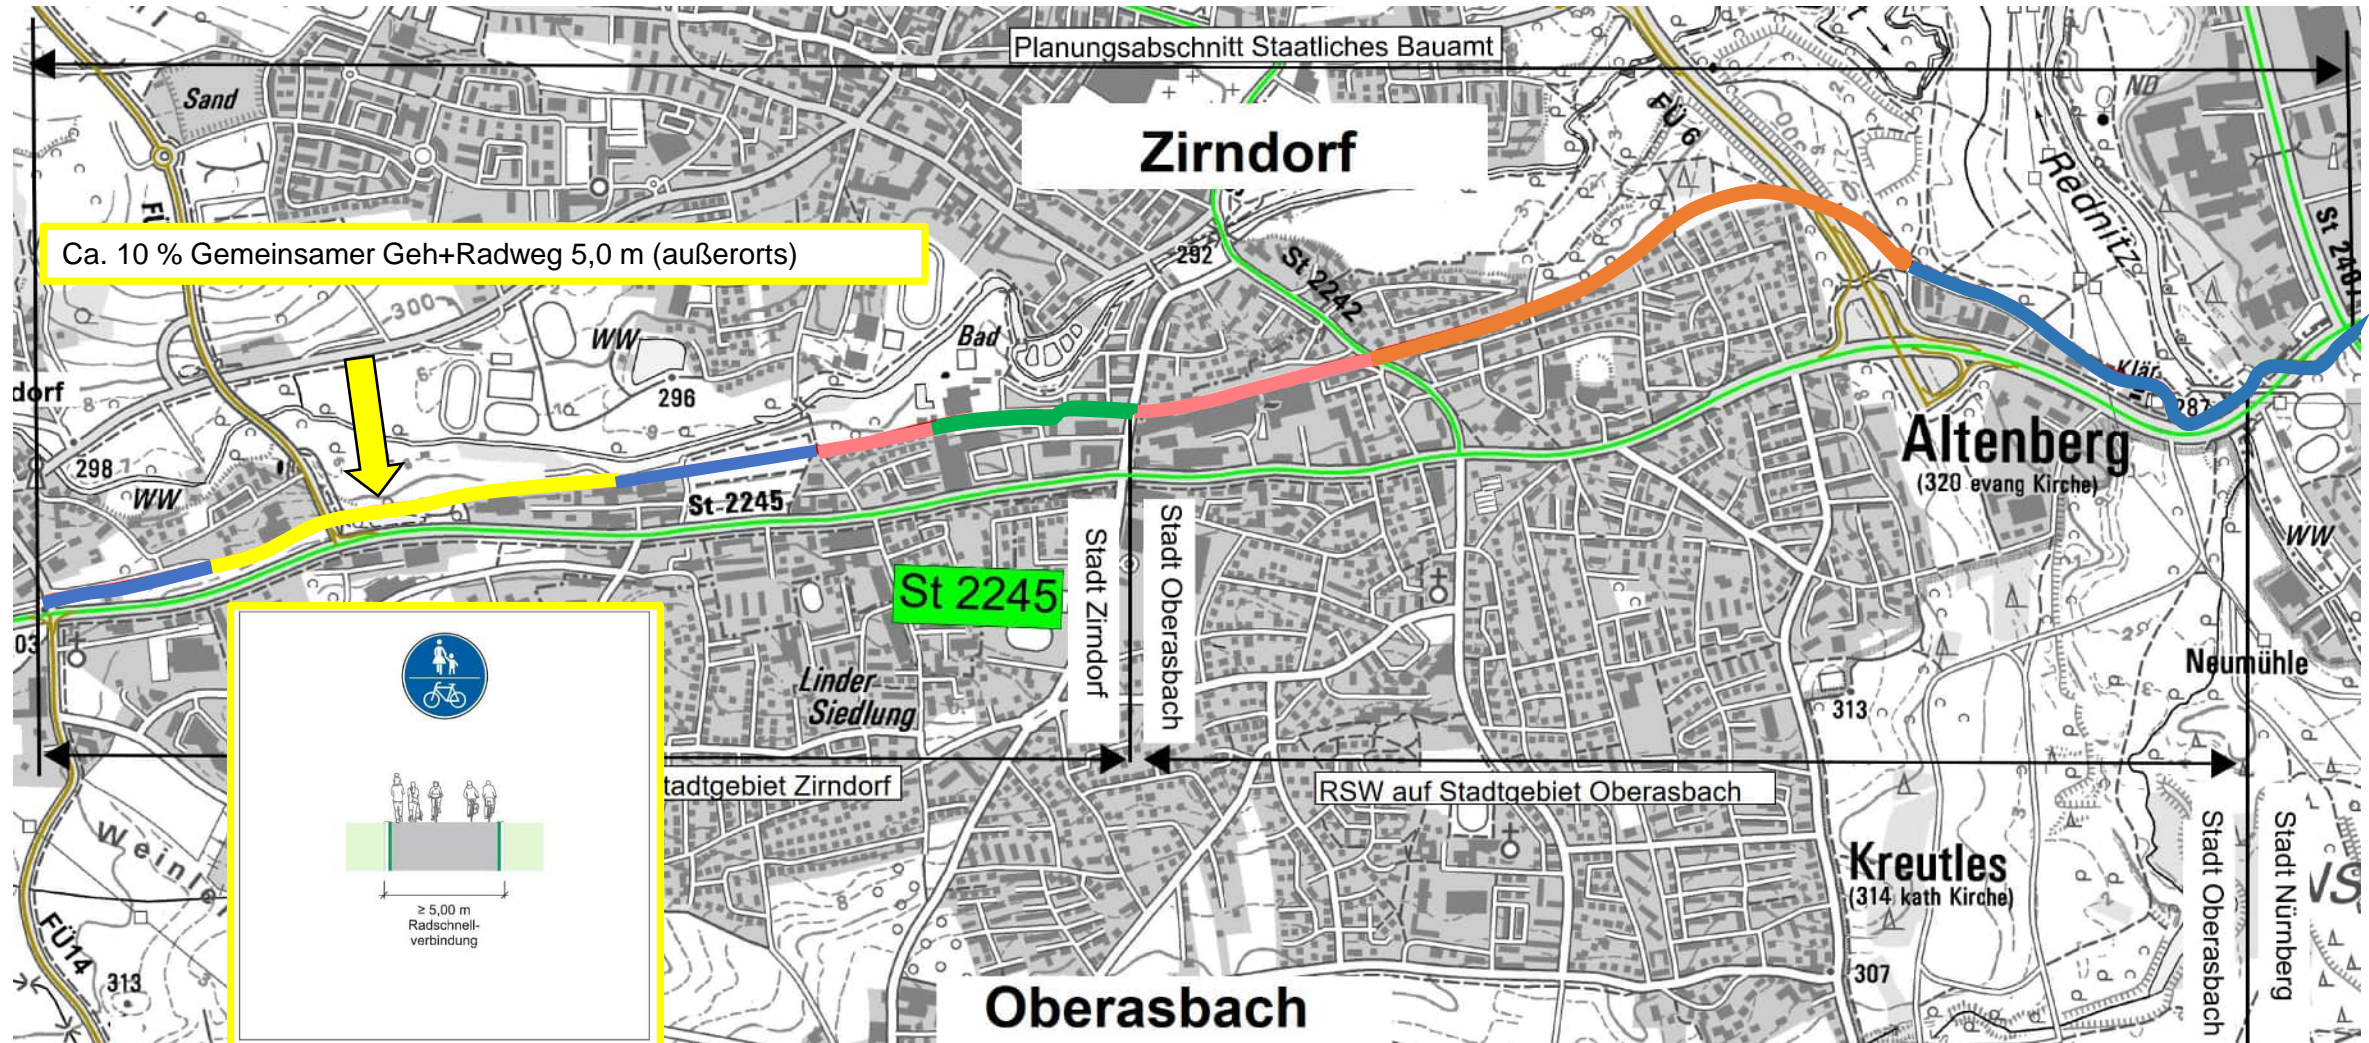 Planungsabschnitt Staatliches Bauamt
Sand
Zirndorf
FÜ 6
ND
Rednitz
St 2242
292
Ca. 10 % Gemeinsamer Geh+Radweg 5,0 m (außerorts)
300
WW
Bad
296
dorf
298
WW
St 2245
Klär
287
Altenberg
(320 evang Kirche)
WW
St 2245
Stadt Zirndorf
Stadt Oberasbach
03
Linder
Siedlung
Neumühle
313
tadtgebiet Zirndorf
RSW auf Stadtgebiet Oberasbach
≥ 5,00 m
Radschnell-
verbindung
Kreutles
(314 kath Kirche)
Stadt Oberasbach
Stadt Nürnberg
FÜ14
313
307
Oberasbach